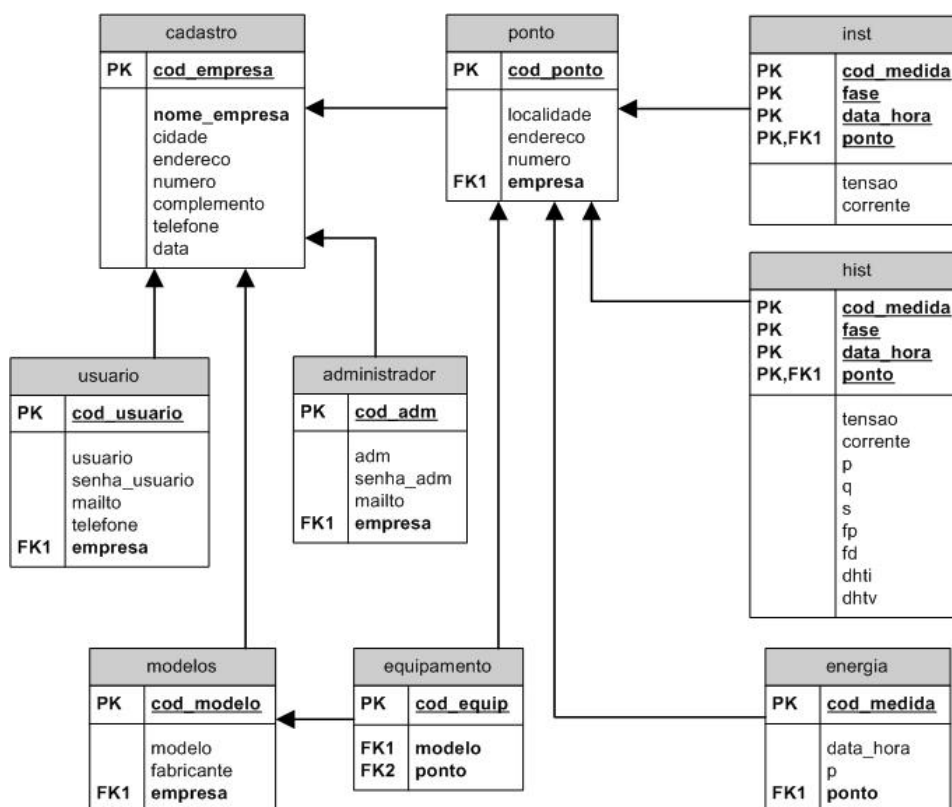 cadastro
PK cod_empresa
nome_empresa
cidade
endereco
numero
complemento
telefone
data
ponto
PK cod_ponto
localidade
endereco
numero
FK1 empresa
inst
PK cod_medida
PK fase
PK data_hora
PK,FK1 ponto
tensao
corrente
hist
PK cod_medida
PK fase
PK data_hora
PK,FK1 ponto
tensao
corrente
p
q
s
fp
fd
dhti
dhtv
usuario
PK cod_usuario
usuario
senha_usuario
mailto
telefone
FK1 empresa
administrador
PK cod_adm
adm
senha_adm
mailto
FK1 empresa
modelos
PK cod_modelo
modelo
fabricante
FK1 empresa
equipamento
PK cod_equip
FK1 modelo
FK2 ponto
energia
PK cod_medida
data_hora
p
FK1 ponto